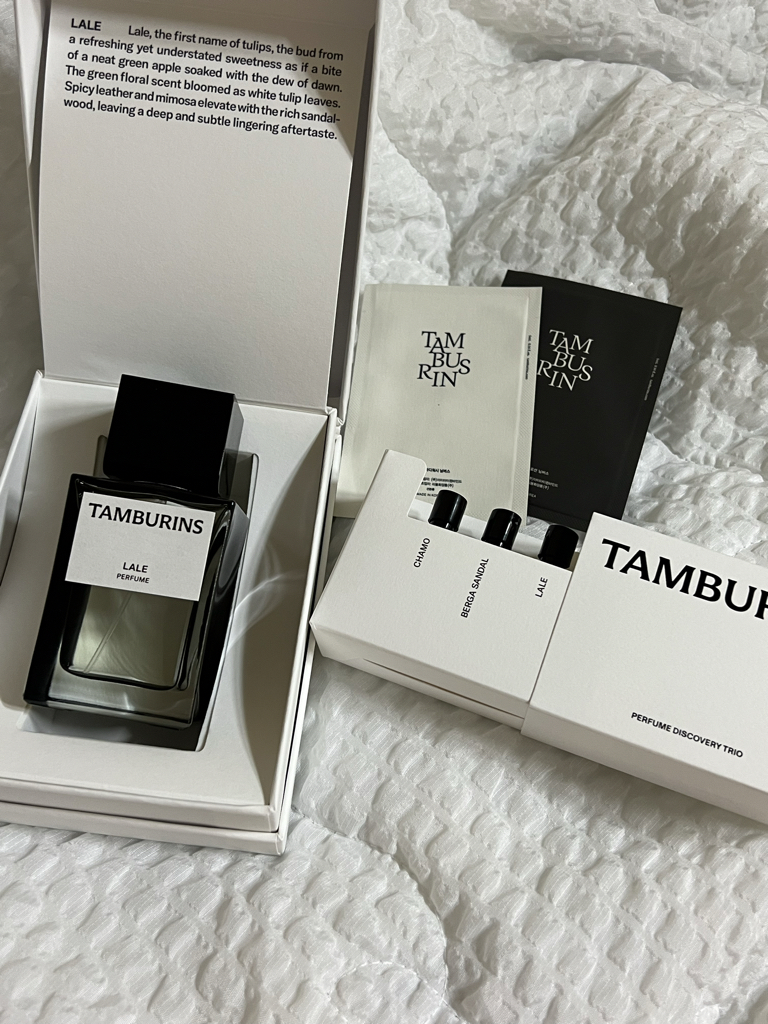 LALE Lale, the first name of tulips, the bud from
a refreshing yet understated sweetness as if a bite
of a neat green apple soaked with the dew of dawn.
The green floral scent bloomed as white tulip leaves.
Spicy leather and mimosa elevate with the rich sandal-
wood, leaving a deep and subtle lingering aftertaste.
TAMBURINS
LALE
PERFUME
TAM
BUS
RIN
TAM
BUS
RIN
CHAMO
BERGA SANDAL
LALE
TAMBUR
PERFUME DISCOVERY TRIO